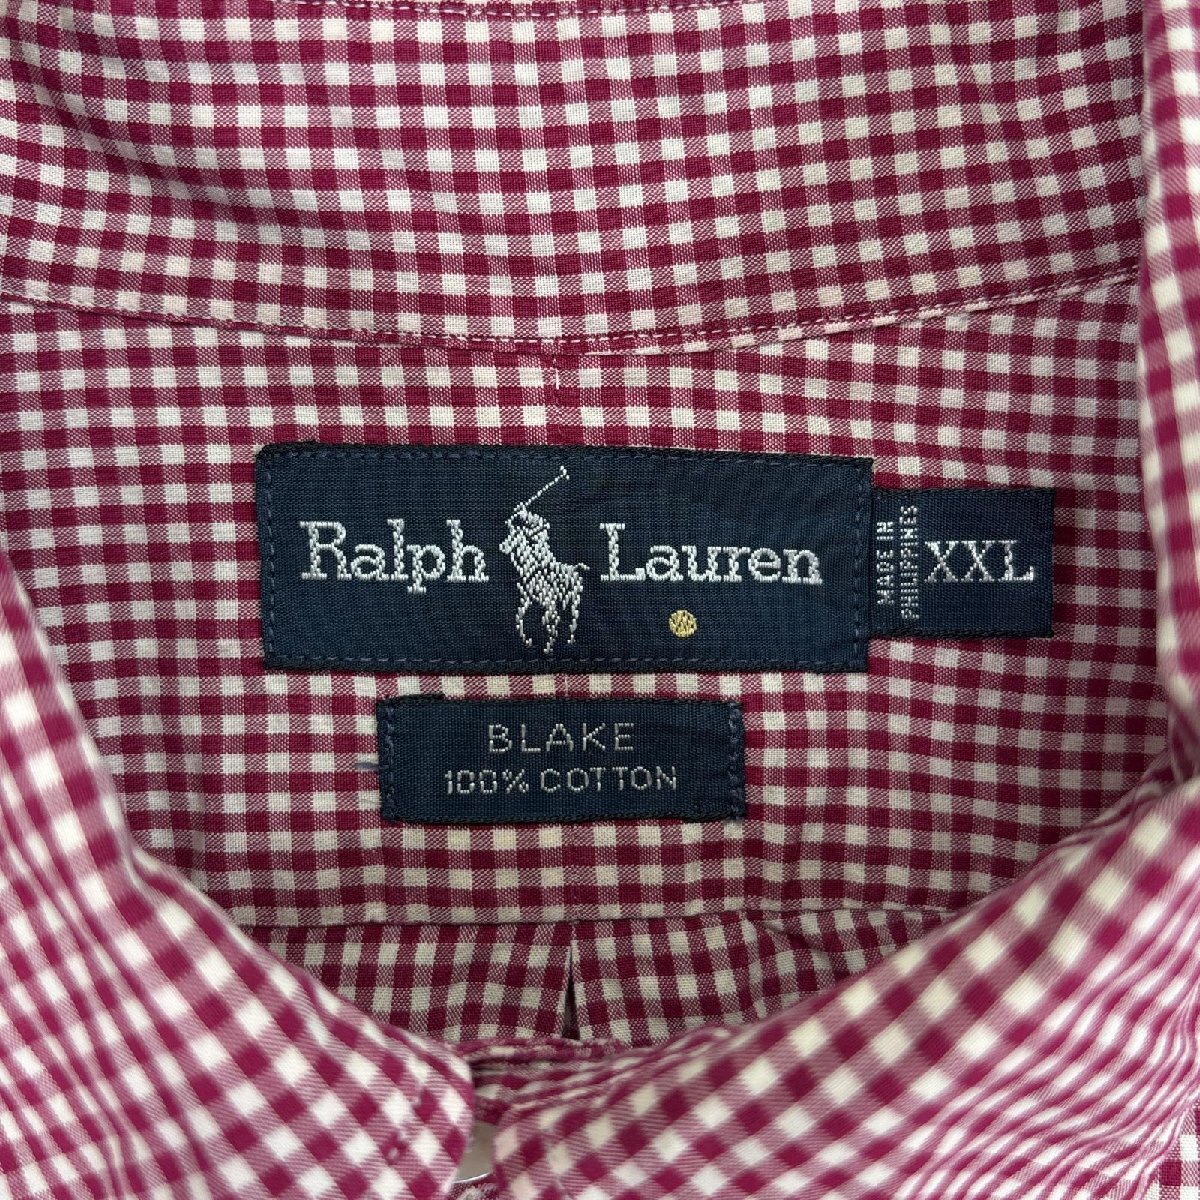 Ralph Lauren
MADE IN
PHILIPPINES
XXL
BLAKE
100% COTTON